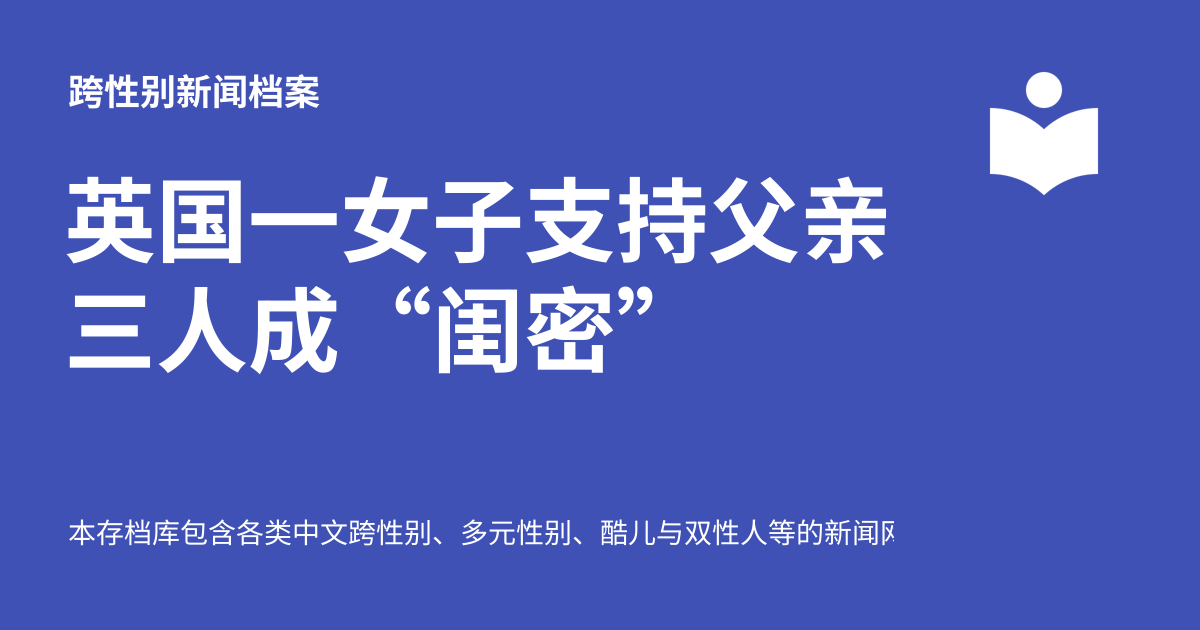 跨性别新闻档案
英国一女子支持父亲
三人成“闺密”
本存档库包含各类中文跨性别、多元性别、酷儿与双性人等的新闻网